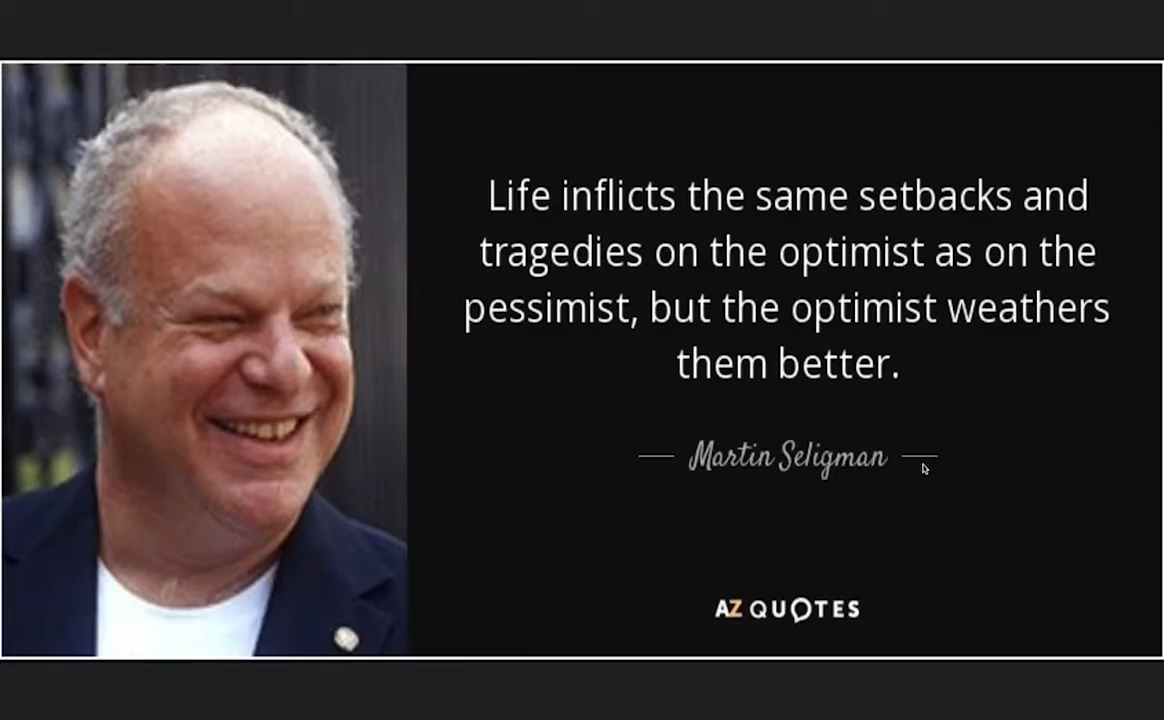 Life inflicts the same setbacks and
tragedies on the optimist as on the
pessimist, but the optimist weathers
them better.
Martin Seligman
AZ QUOTES